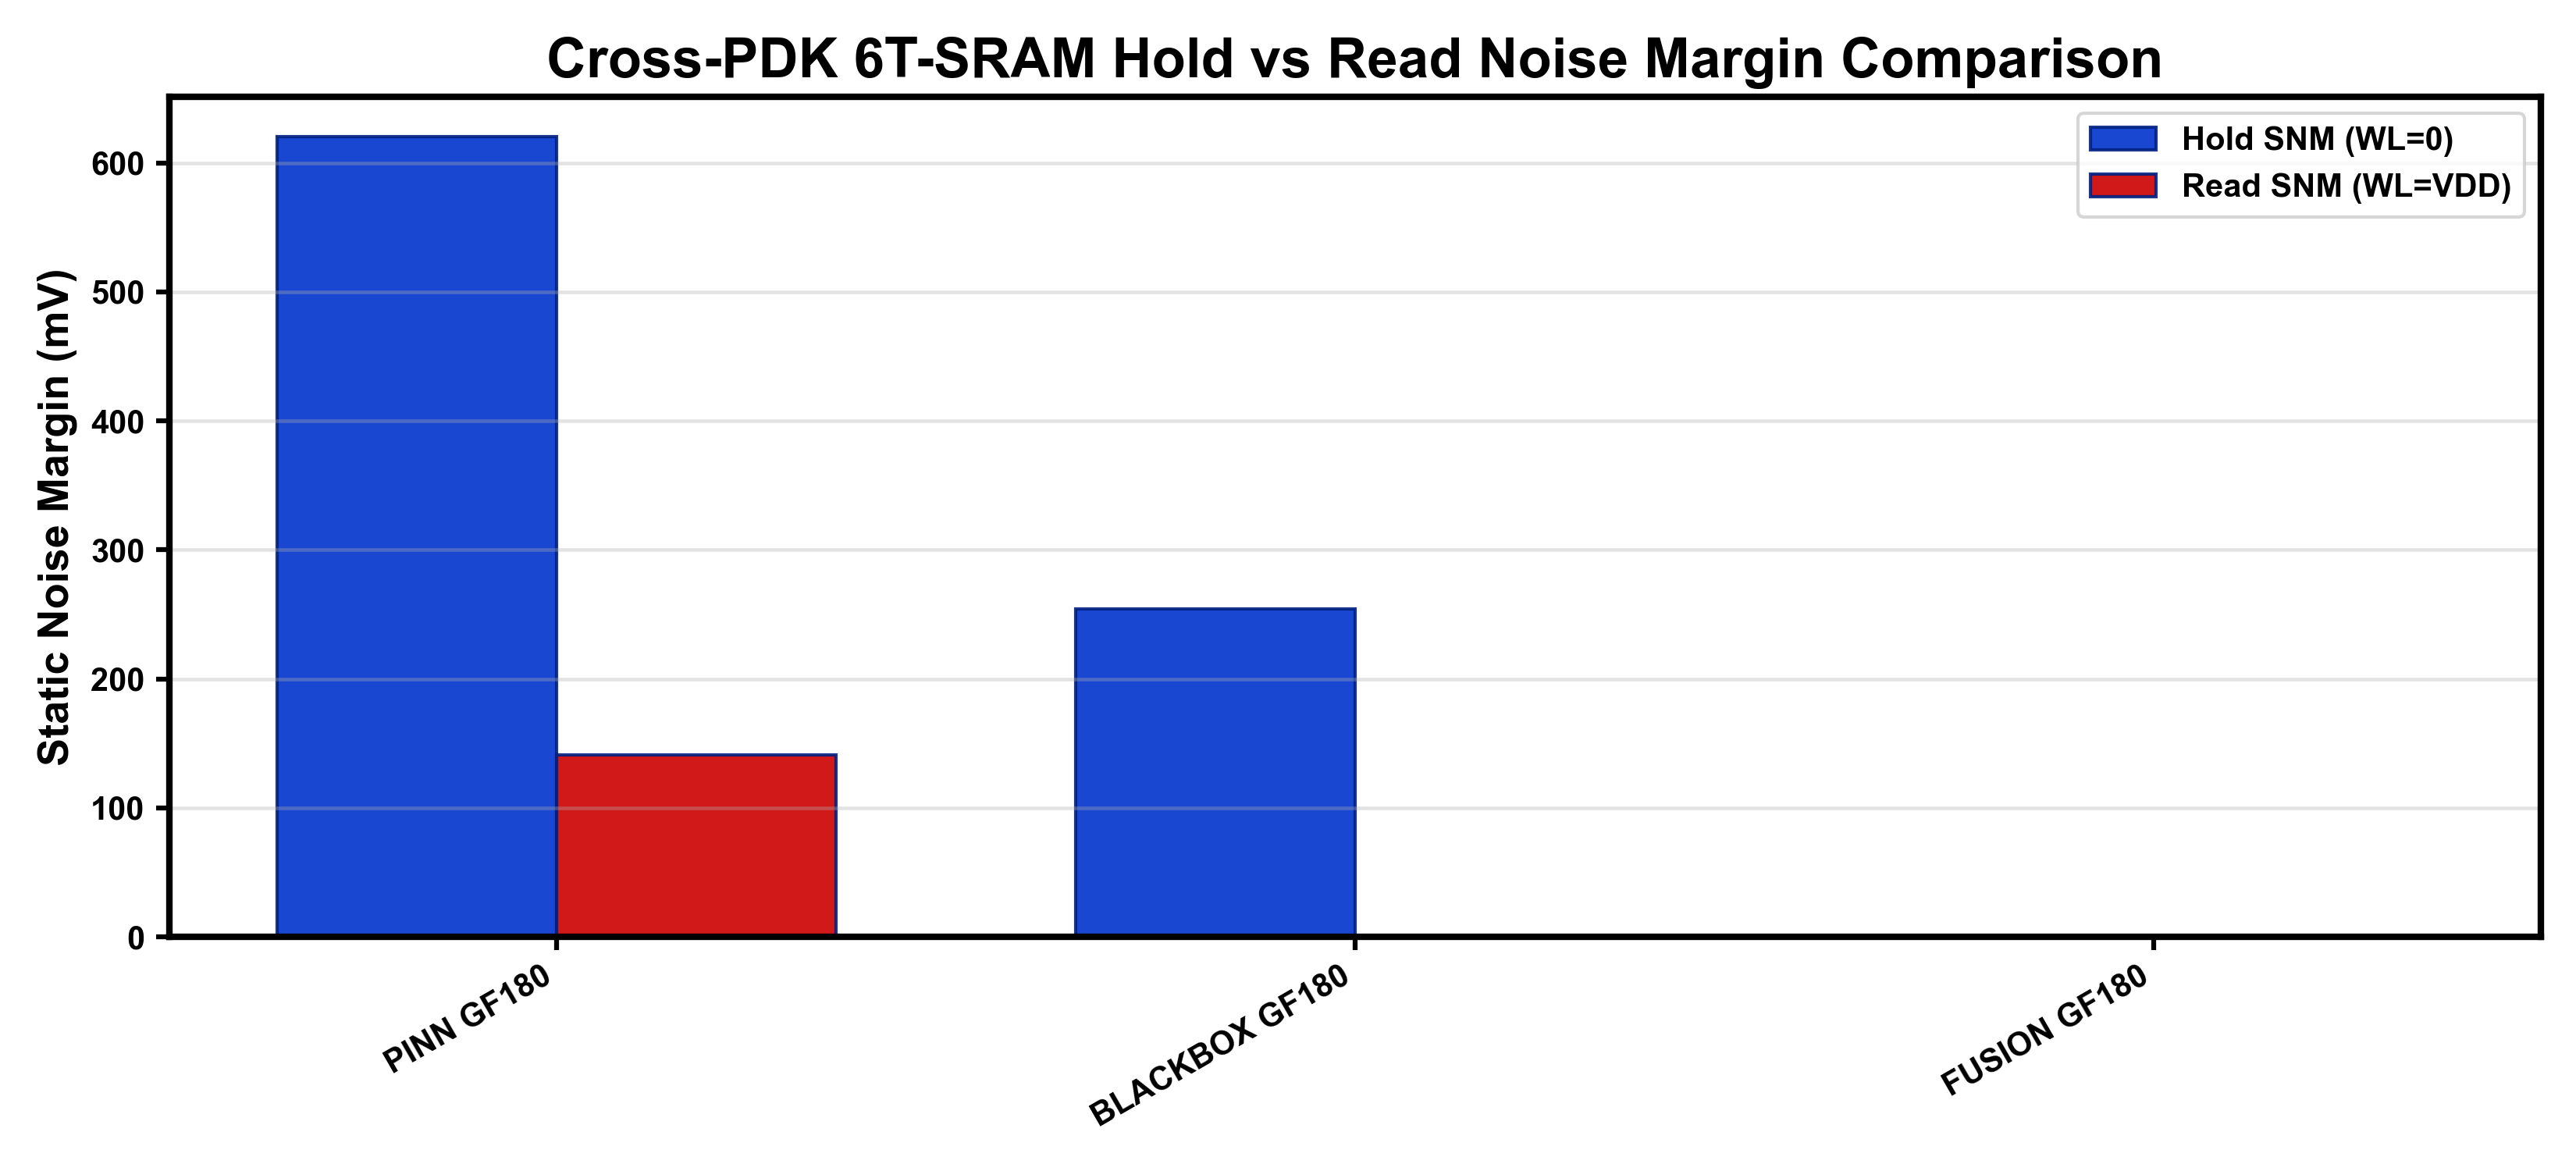 Cross-PDK 6T-SRAM Hold vs Read Noise Margin Comparison
Hold SNM (WL=0)
Read SNM (WL=VDD)
Static Noise Margin (mV)
600
500
400
300
200
100
0
PINN GF180
BLACKBOX GF180
FUSION GF180